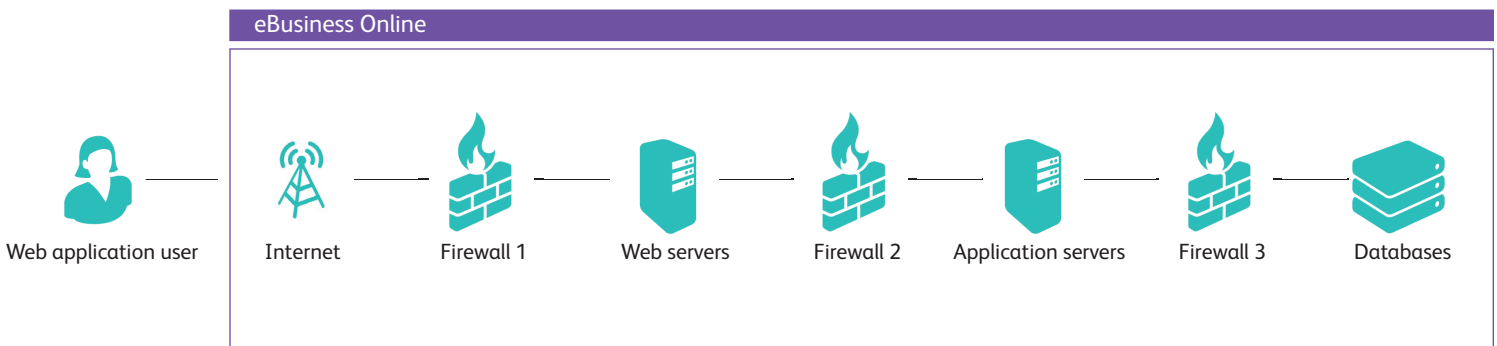 eBusiness Online
Web application user
Internet
Firewall 1
Web servers
Firewall 2
Application servers
Firewall 3
Databases